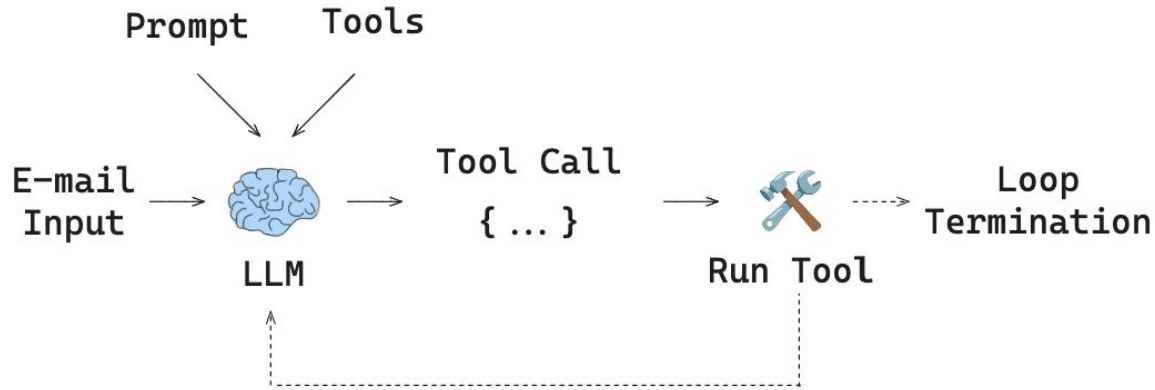 Prompt
Tools
E-mail
Input
LLM
Tool Call
{ ... }
Run Tool
Loop
Termination